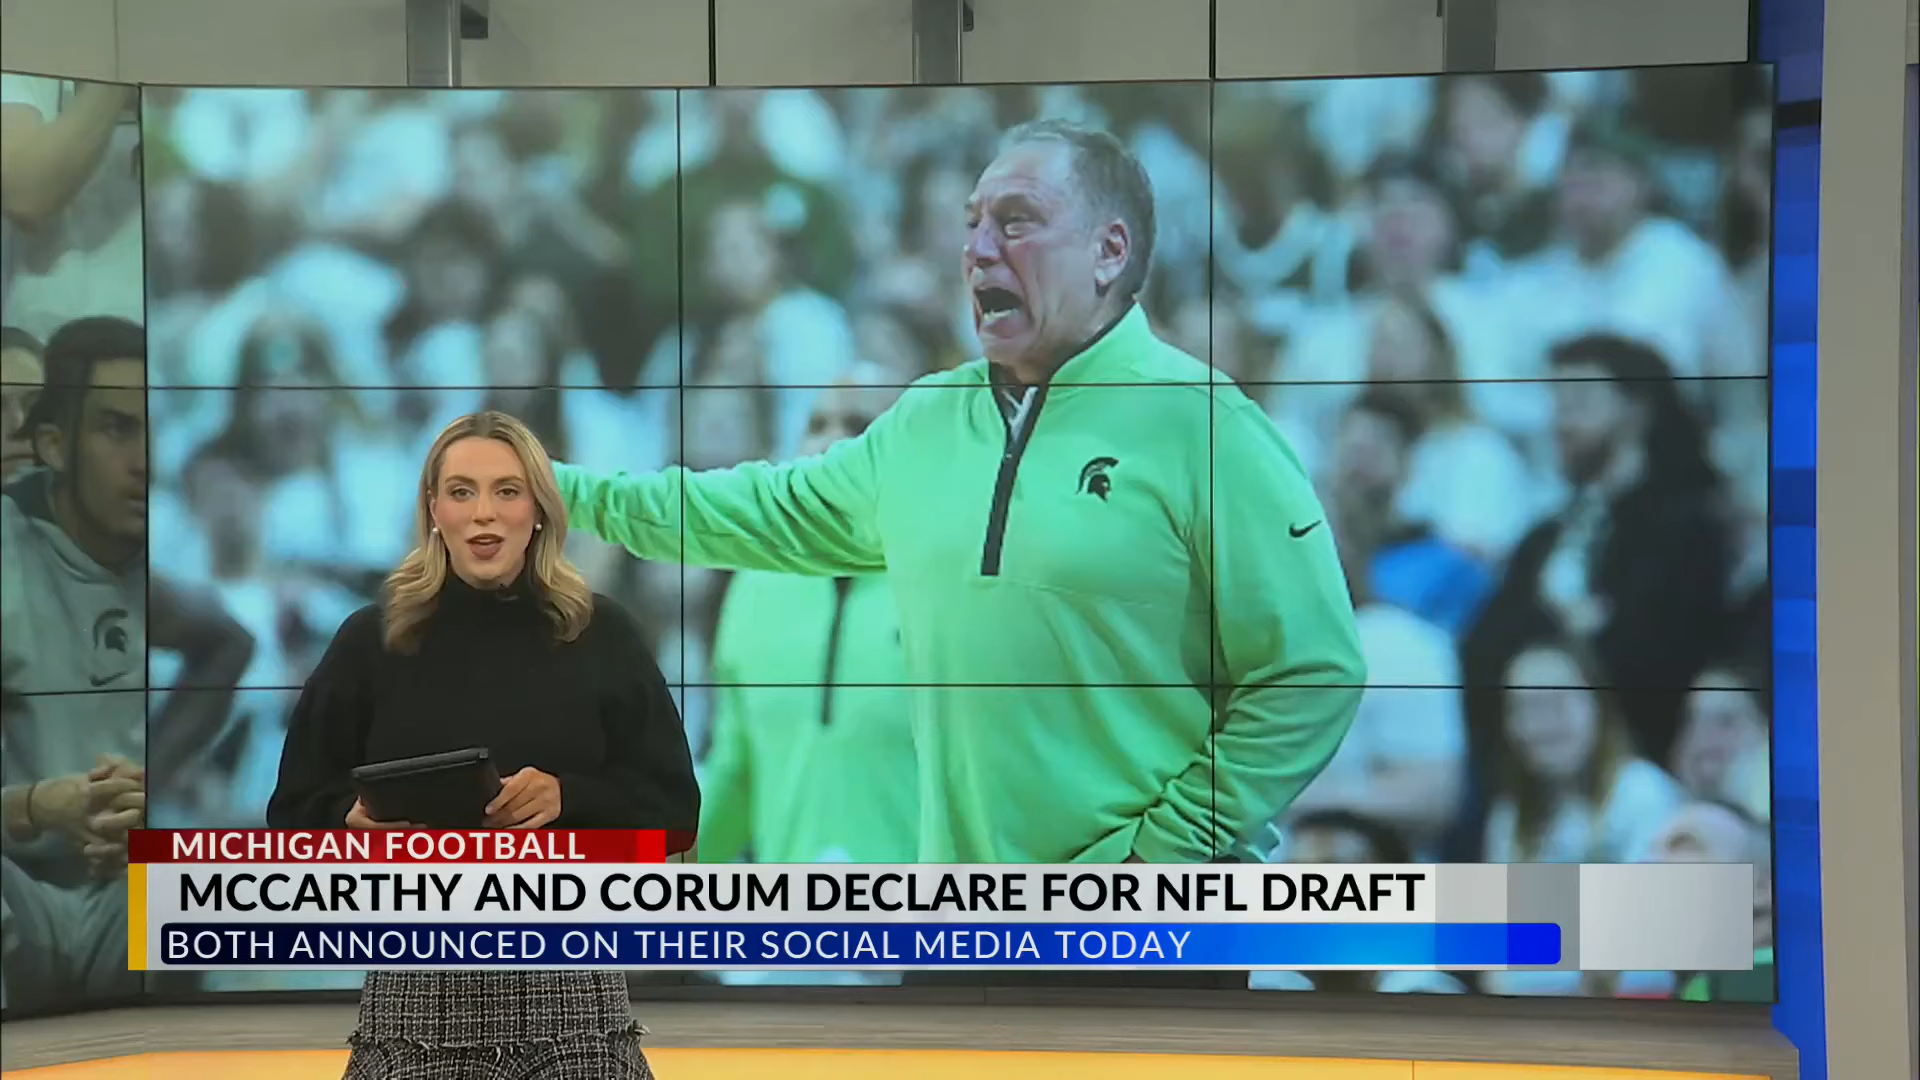 MICHIGAN FOOTBALL
MCCARTHY AND CORUM DECLARE FOR NFL DRAFT
BOTH ANNOUNCED ON THEIR SOCIAL MEDIA TODAY